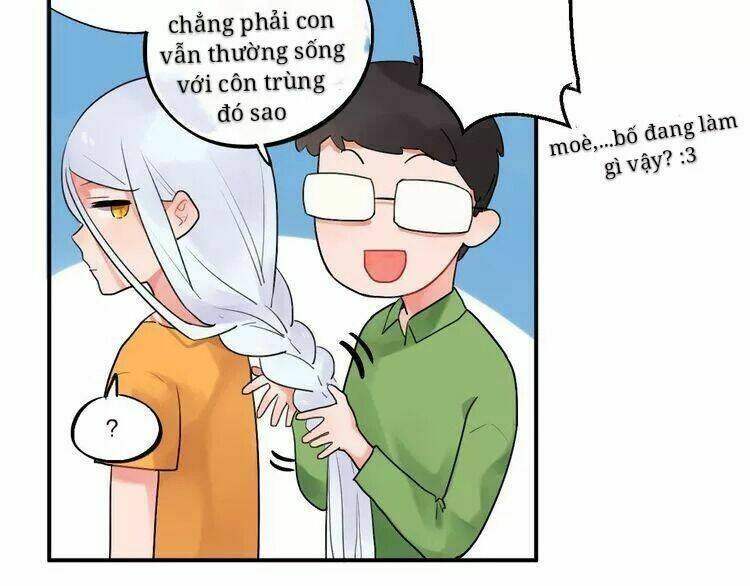 chẳng phải con
vẫn thường sống
với côn trùng
đó sao
moè,...bố đang làm
gì vậy? :3
?